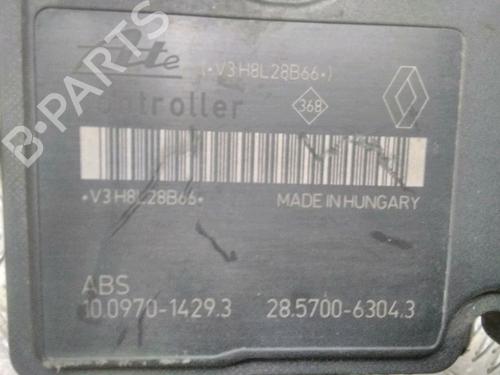 B-PARTS
Ate (•V3H8L28B66•)
Controller 368
•V3H8L28B66• MADE IN HUNGARY
ABS
10.0970-1429.3 28.5700-6304.3